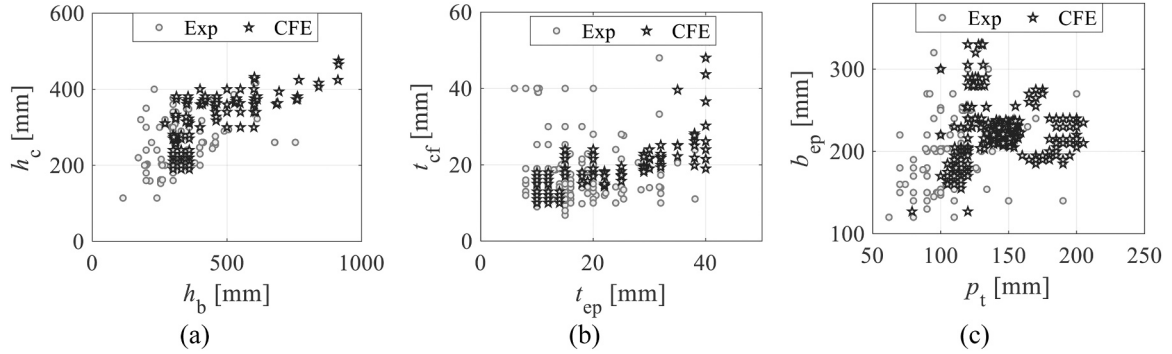 Exp CFE
600
400
200
0
h_c [mm]
0 500 1000
h_b [mm]
(a)
Exp CFE
60
40
20
0
t_cf [mm]
0 20 40
t_ep [mm]
(b)
Exp CFE
300
200
100
b_ep [mm]
50 100 150 200 250
p_t [mm]
(c)